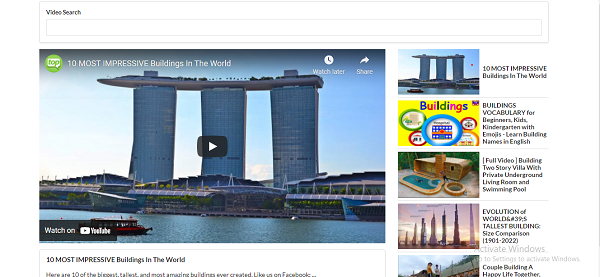 Video Search
top
10 MOST IMPRESSIVE Buildings In The World
Watch later
Share
Watch on YouTube
10 MOST IMPRESSIVE Buildings In The World
Here are 10 of the biggest, tallest, and most amazing buildings ever created. Like us on Facebook: ...
10 MOST IMPRESSIVE
Buildings In The World
Buildings
BUILDINGS
VOCABULARY for
Beginners, Kids,
Kindergarten with
Emojis - Learn Building
Names in English
| Full Video | Building
Two Story Villa With
Private Underground
Living Room and
Swimming Pool
EVOLUTION of
WORLD&#39;S
TALLEST BUILDING:
Size Comparison
(1901-2022)
Activate Windows
to Settings to activate Windows.
Couple Building A
Happy Life Together,